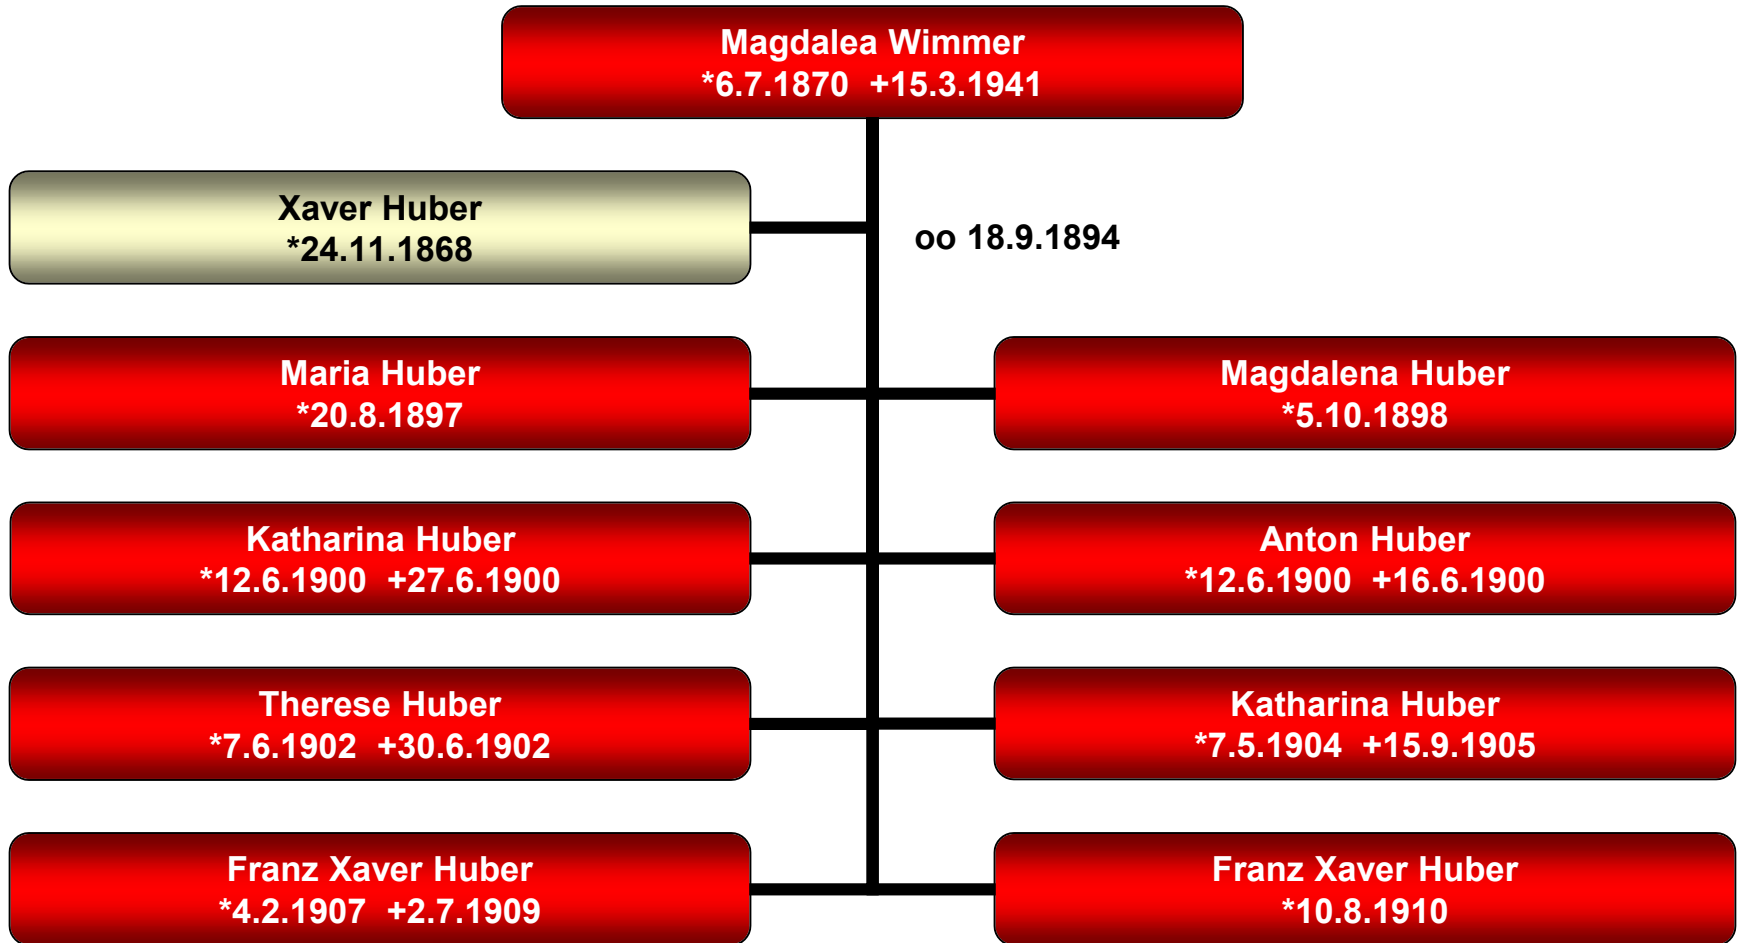 Magdalea Wimmer
*6.7.1870 +15.3.1941
Xaver Huber
*24.11.1868
oo 18.9.1894
Maria Huber
*20.8.1897
Magdalena Huber
*5.10.1898
Katharina Huber
*12.6.1900 +27.6.1900
Anton Huber
*12.6.1900 +16.6.1900
Therese Huber
*7.6.1902 +30.6.1902
Katharina Huber
*7.5.1904 +15.9.1905
Franz Xaver Huber
*4.2.1907 +2.7.1909
Franz Xaver Huber
*10.8.1910